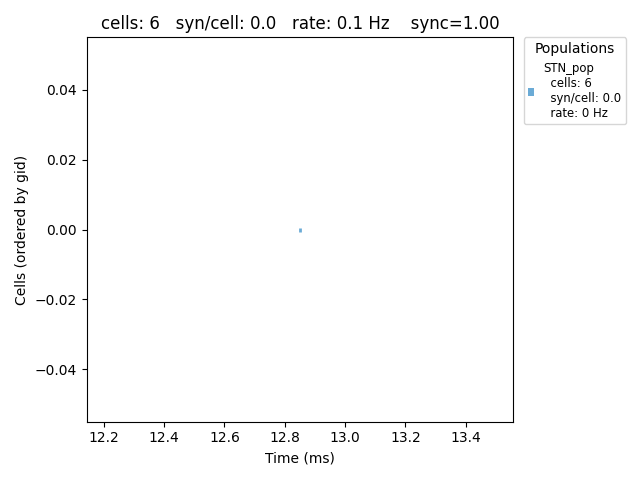 cells: 6   syn/cell: 0.0   rate: 0.1 Hz    sync=1.00
Populations
STN_pop
cells: 6
syn/cell: 0.0
rate: 0 Hz
Cells (ordered by gid)
0.04
0.02
0.00
−0.02
−0.04
12.2 12.4 12.6 12.8 13.0 13.2 13.4
Time (ms)